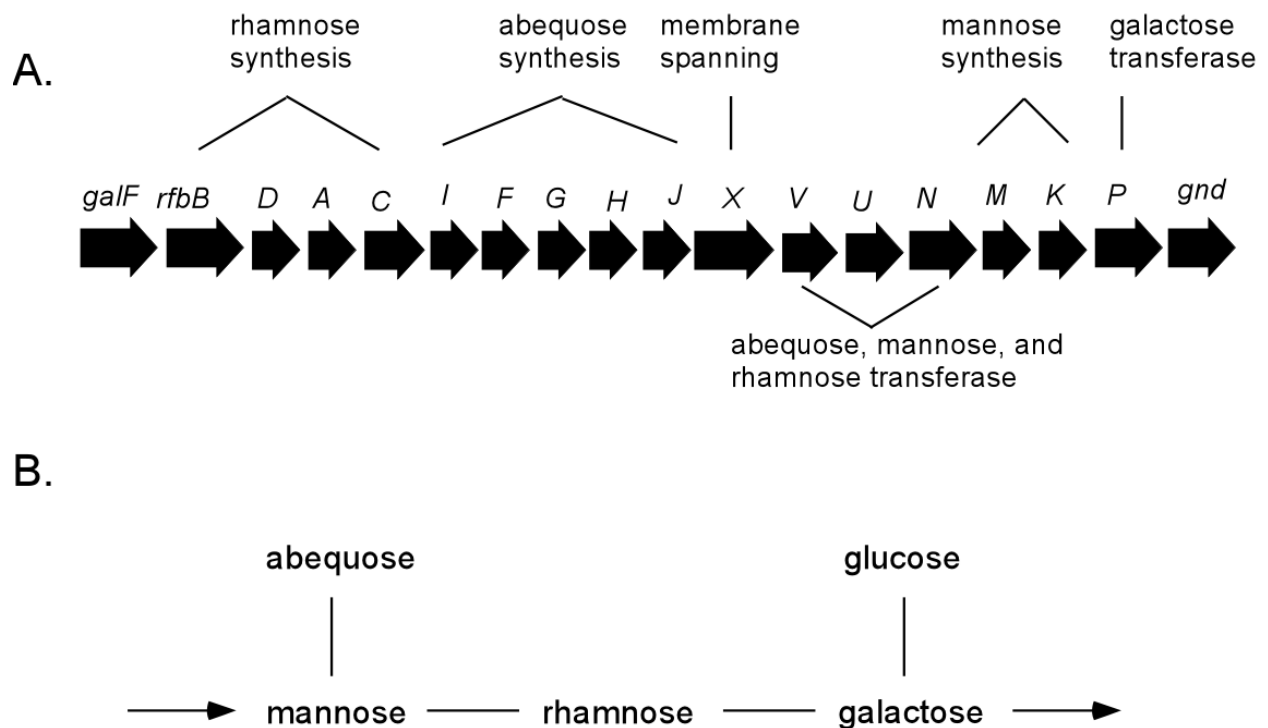 A.
rhamnose
synthesis
abequose
synthesis
membrane
spanning
mannose
synthesis
galactose
transferase
galF rfbB D A C I F G H J X V U N M K P gnd
abequose, mannose, and
rhamnose transferase
B.
abequose glucose
mannose rhamnose galactose